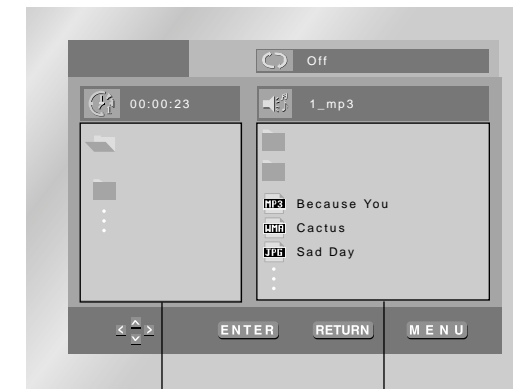 Off
00:00:23
1_mp3
MP3 Because You
WMA Cactus
JPG Sad Day
ENTER RETURN MENU